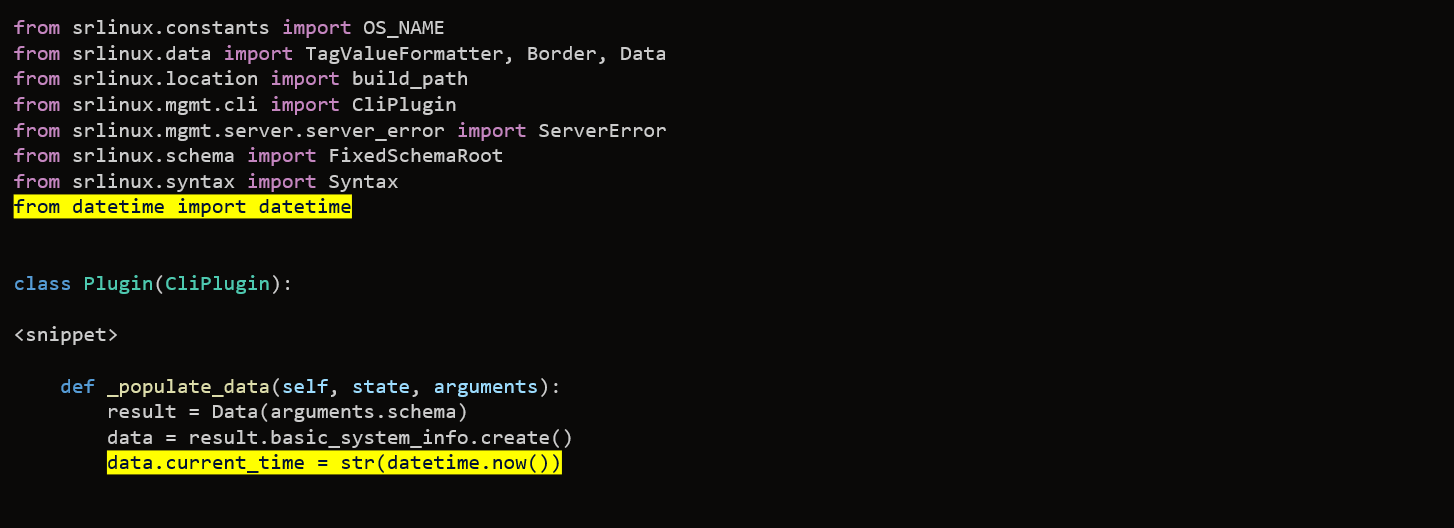 from srlinux.constants import OS_NAME
from srlinux.data import TagValueFormatter, Border, Data
from srlinux.location import build_path
from srlinux.mgmt.cli import CliPlugin
from srlinux.mgmt.server.server_error import ServerError
from srlinux.schema import FixedSchemaRoot
from srlinux.syntax import Syntax
from datetime import datetime
class Plugin(CliPlugin):
<snippet>
    def _populate_data(self, state, arguments):
        result = Data(arguments.schema)
        data = result.basic_system_info.create()
        data.current_time = str(datetime.now())